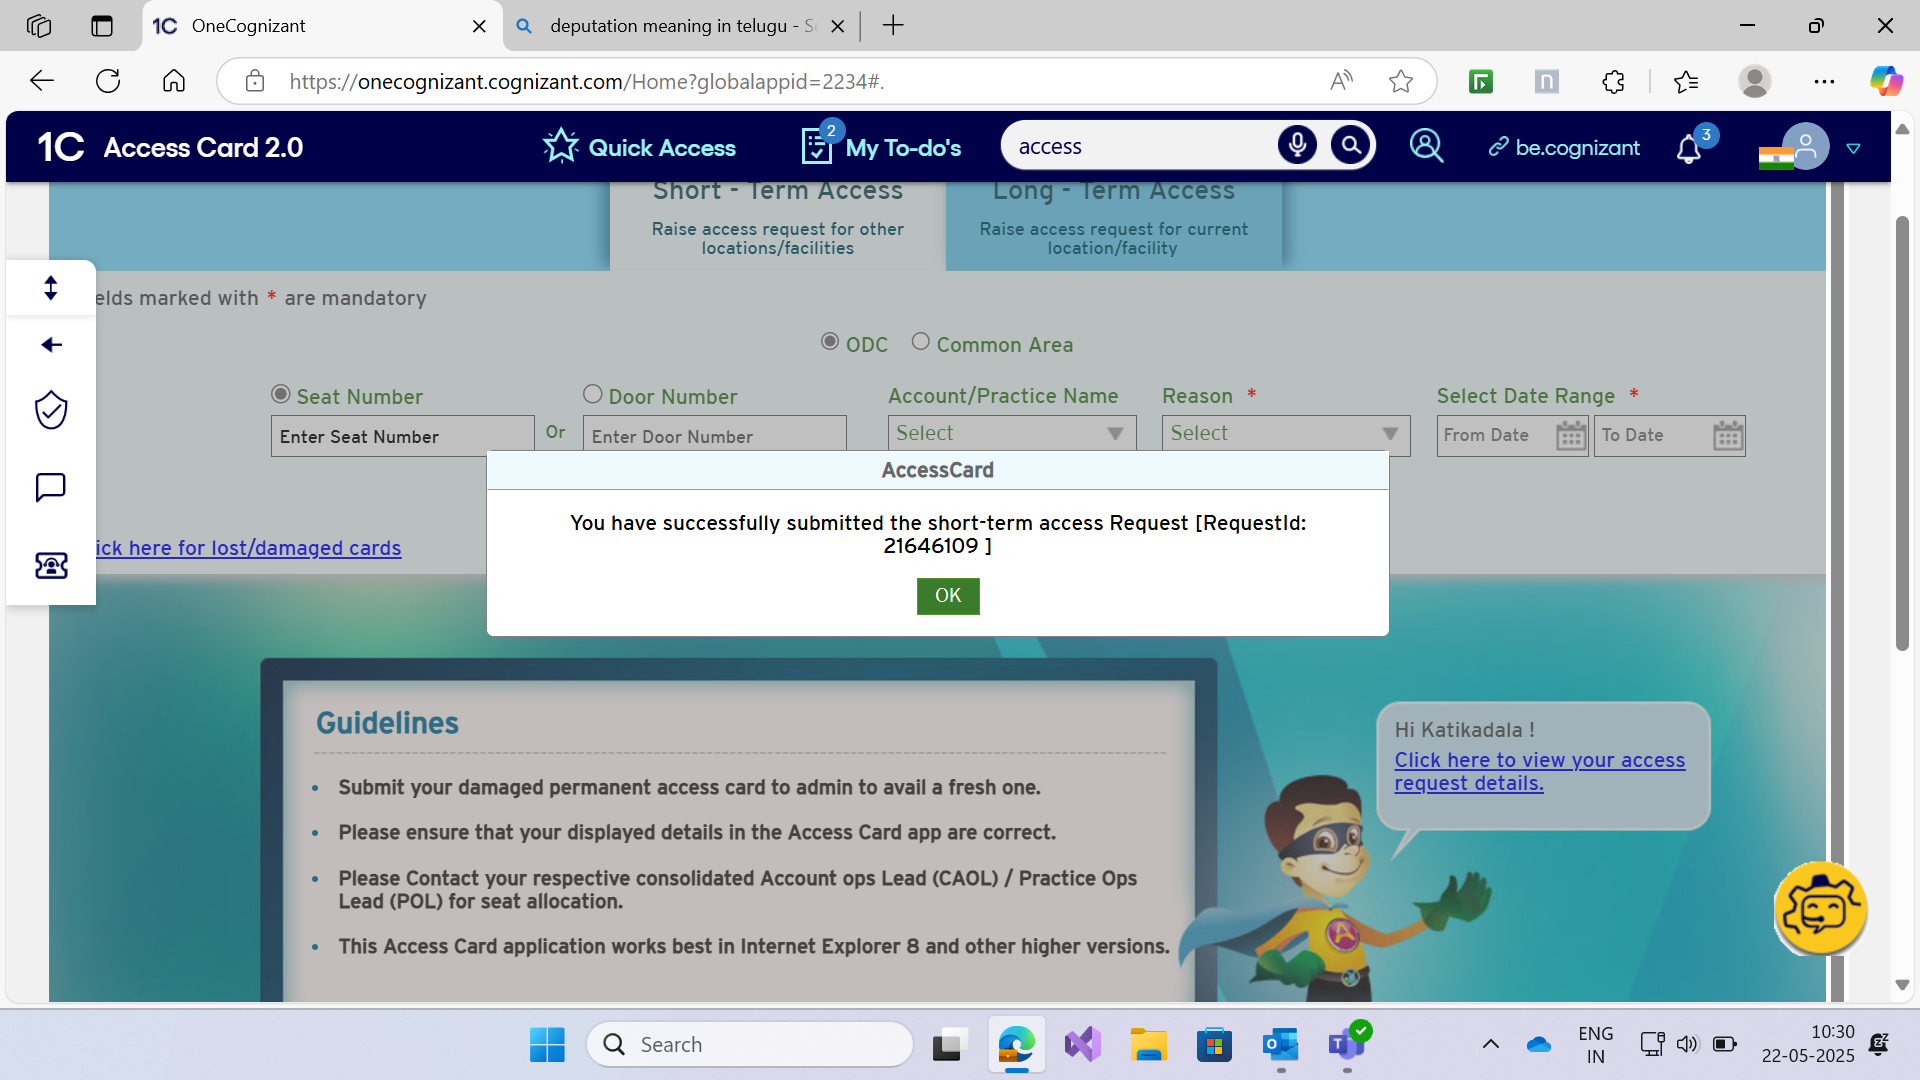 OneCognizant
deputation meaning in telugu - S
https://onecognizant.cognizant.com/Home?globalappid=2234#.
1C Access Card 2.0
Quick Access
2
My To-do's
access
be.cognizant
3
Short - Term Access
Raise access request for other
locations/facilities
Long - Term Access
Raise access request for current
location/facility
elds marked with * are mandatory
ODC
Common Area
Seat Number
Enter Seat Number
Or
Door Number
Enter Door Number
Account/Practice Name
Select
Reason *
Select
Select Date Range *
From Date
To Date
AccessCard
You have successfully submitted the short-term access Request [RequestId:
21646109 ]
OK
ick here for lost/damaged cards
Guidelines
• Submit your damaged permanent access card to admin to avail a fresh one.
• Please ensure that your displayed details in the Access Card app are correct.
• Please Contact your respective consolidated Account ops Lead (CAOL) / Practice Ops
Lead (POL) for seat allocation.
• This Access Card application works best in Internet Explorer 8 and other higher versions.
Hi Katikadala !
Click here to view your access
request details.
A
Search
ENG
IN
10:30
22-05-2025